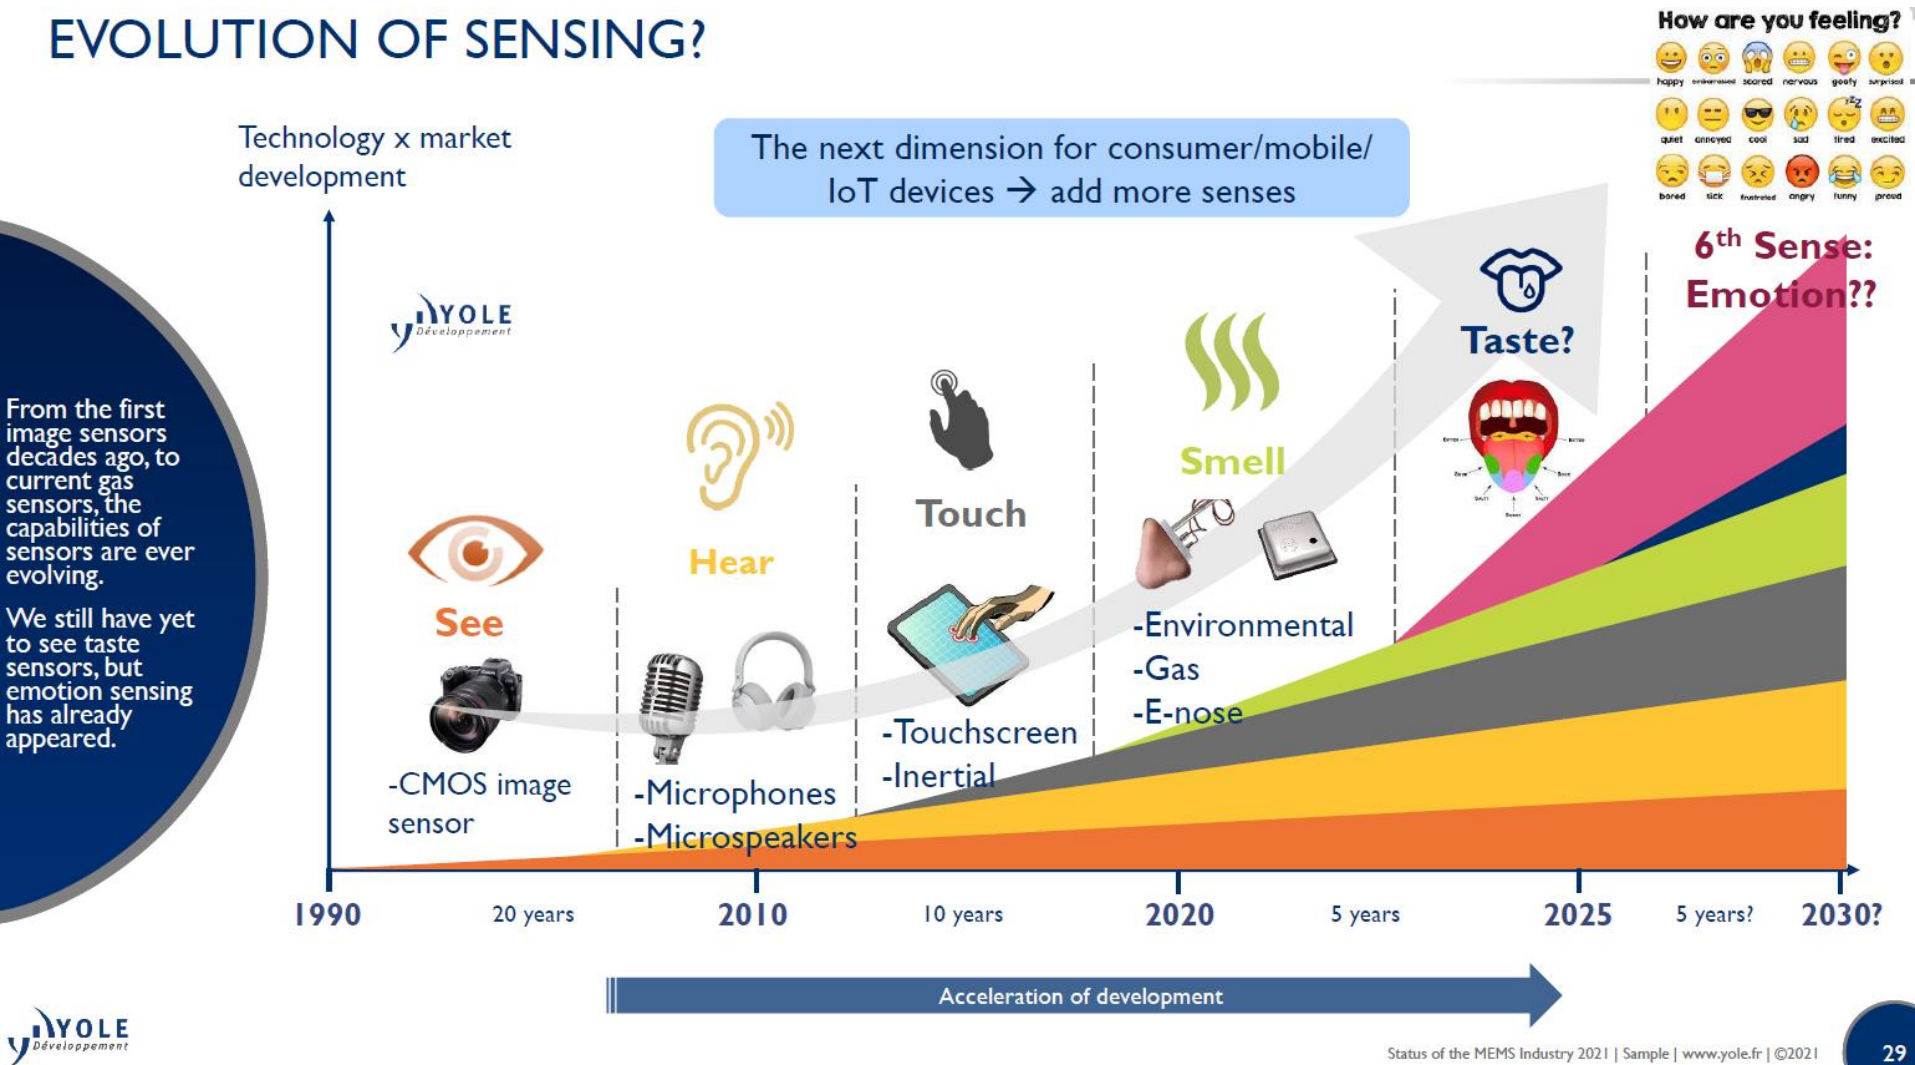 EVOLUTION OF SENSING?
How are you feeling?
happy embarrassed scared nervous goofy surprised
quiet annoyed cool sad tired excited
bored sick frustrated angry funny proud
Technology x market
development
The next dimension for consumer/mobile/
IoT devices → add more senses
YOLE
Développement
6th Sense:
Emotion??
Taste?
Smell
Touch
Hear
See
From the first
image sensors
decades ago, to
current gas
sensors, the
capabilities of
sensors are ever
evolving.
We still have yet
to see taste
sensors, but
emotion sensing
has already
appeared.
-CMOS image
sensor
-Microphones
-Microspeakers
-Touchscreen
-Inertial
-Environmental
-Gas
-E-nose
1990 20 years 2010 10 years 2020 5 years 2025 5 years? 2030?
Acceleration of development
YOLE
Développement
Status of the MEMS Industry 2021 | Sample | www.yole.fr | ©2021
29